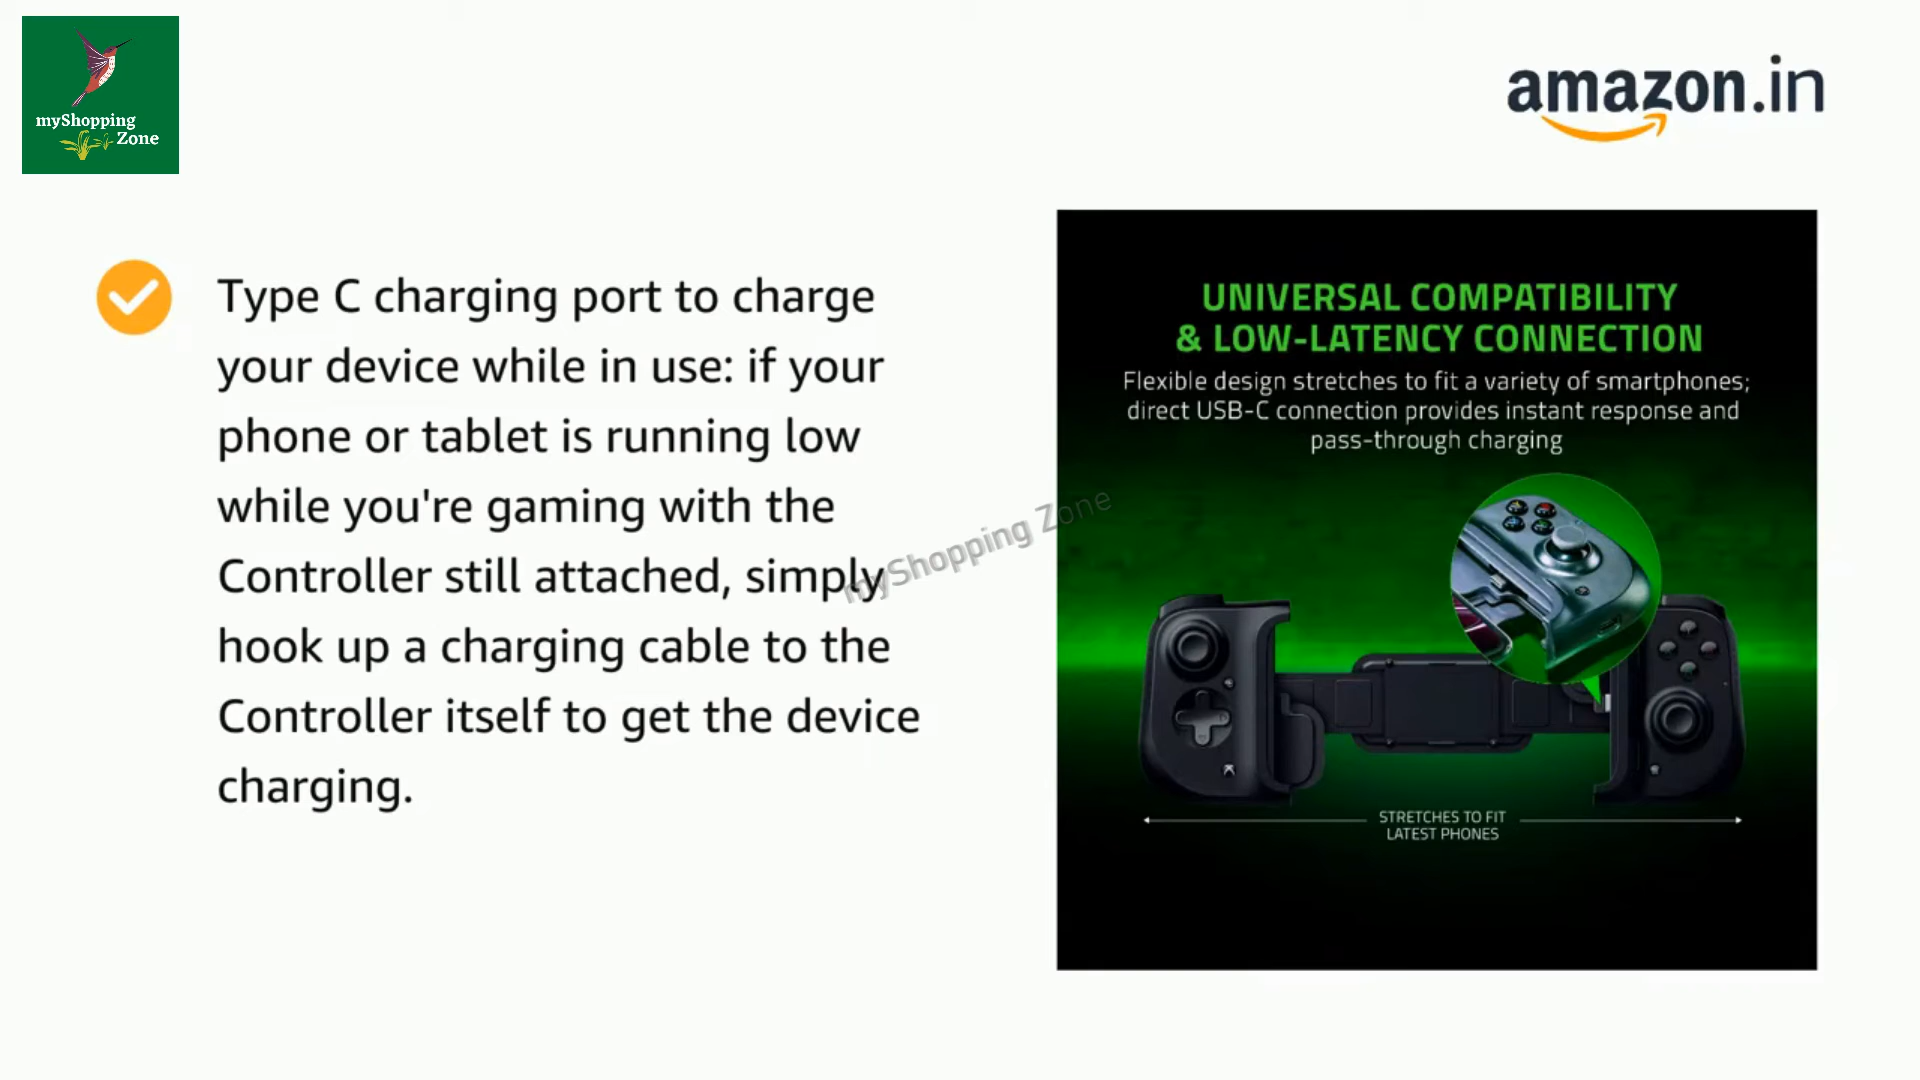 myShopping
Zone
amazon.in
Type C charging port to charge
your device while in use: if your
phone or tablet is running low
while you're gaming with the
Controller still attached, simply
hook up a charging cable to the
Controller itself to get the device
charging.
myShopping Zone
UNIVERSAL COMPATIBILITY
& LOW-LATENCY CONNECTION
Flexible design stretches to fit a variety of smartphones;
direct USB-C connection provides instant response and
pass-through charging
STRETCHES TO FIT
LATEST PHONES